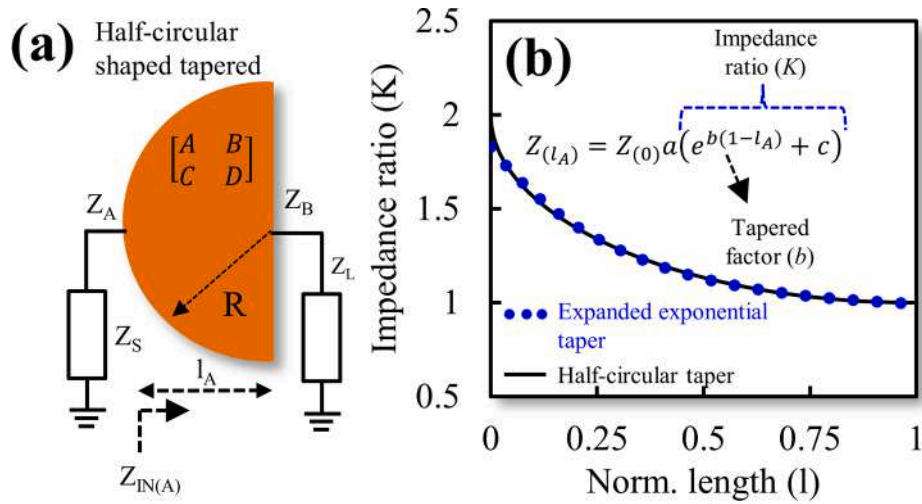 (a)
Half-circular
shaped tapered
[A B
C D]
Z_A
Z_B
Z_L
R
Z_S
l_A
Z_IN(A)
(b)
Impedance
ratio (K)
Z_(l_A) = Z_(0)a(e^{b(1−l_A)} + c)
Tapered
factor (b)
Expanded exponential
taper
Half-circular taper
Impedance ratio (K)
2.5
2
1.5
1
0.5
0
0.25
0.5
0.75
1
Norm. length (l)